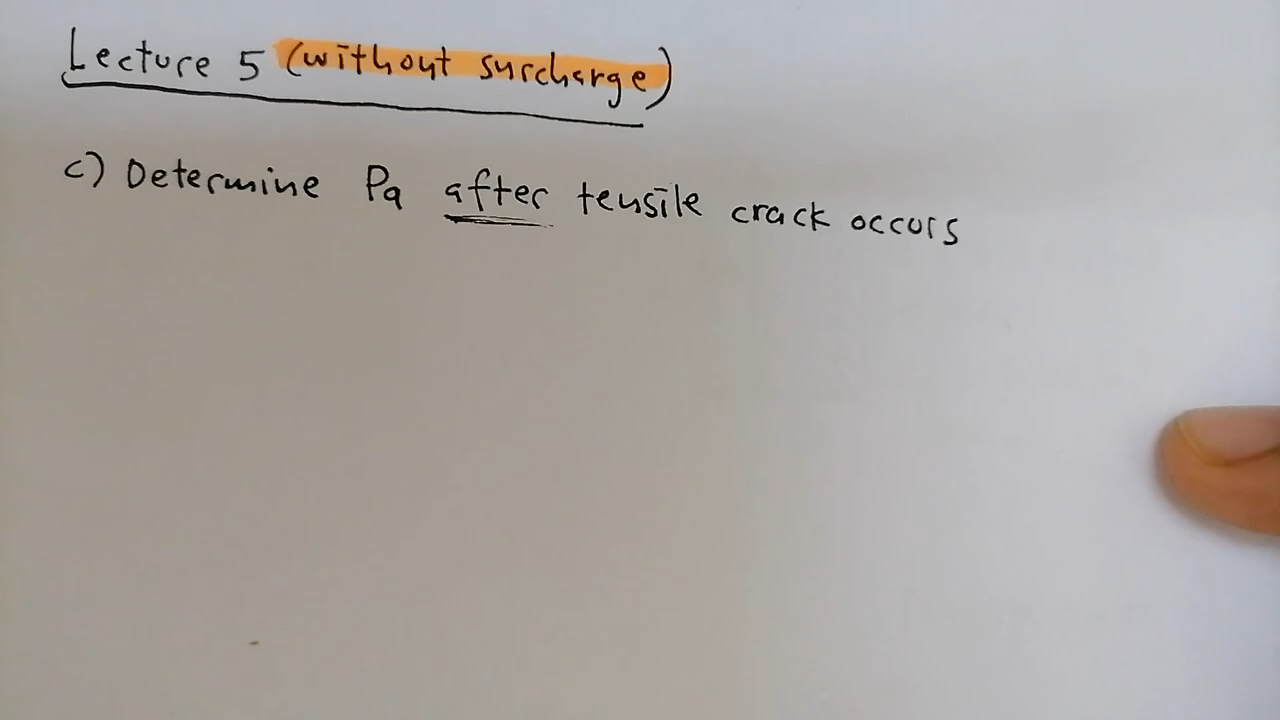 Lecture 5 (without surcharge)
c) Determine Pa after tensile crack occurs